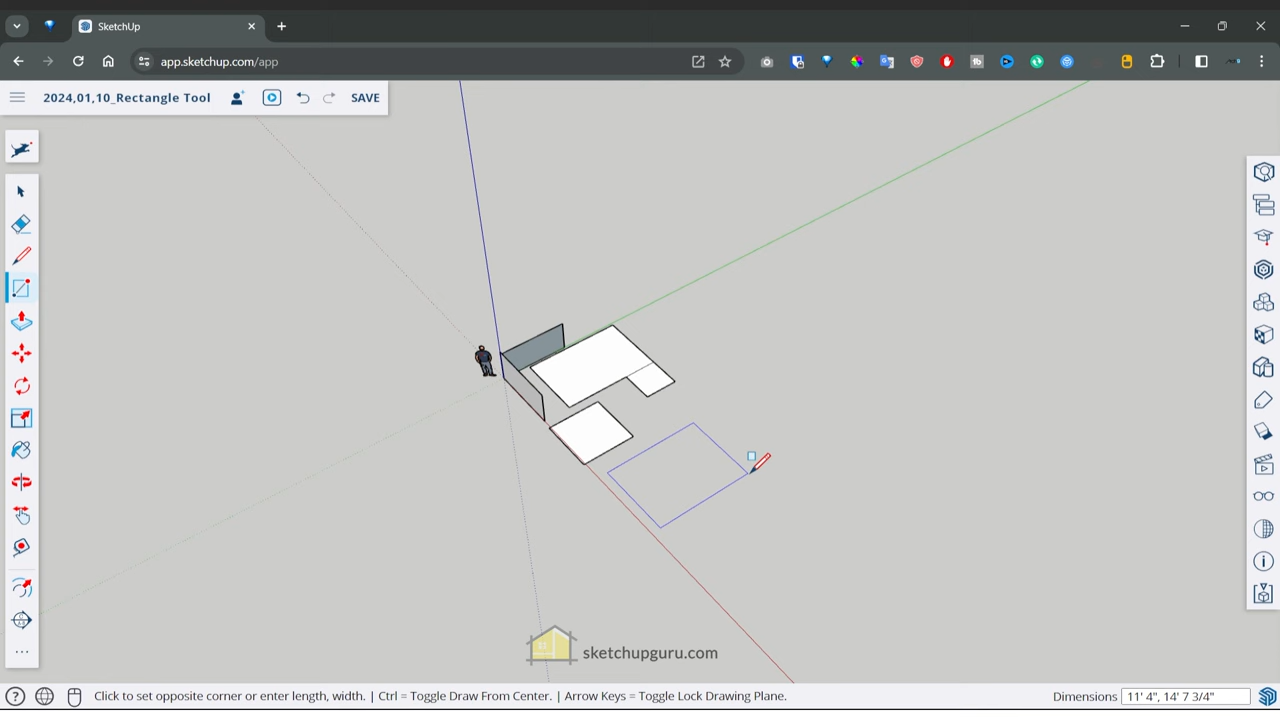 SketchUp
app.sketchup.com/app
2024,01,10_Rectangle Tool
SAVE
sketchupguru.com
Click to set opposite corner or enter length, width. | Ctrl = Toggle Draw From Center. | Arrow Keys = Toggle Lock Drawing Plane.
Dimensions 11' 4", 14' 7 3/4"